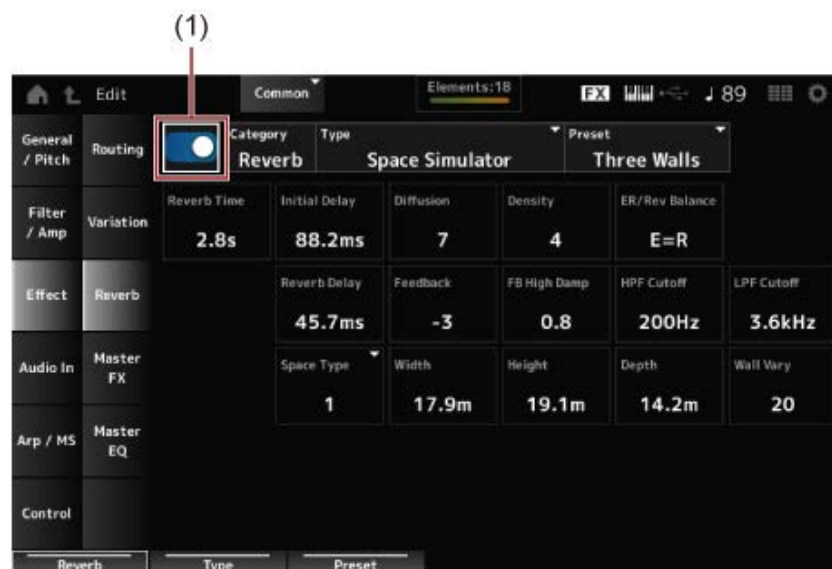 (1)
Edit
Common
Elements:18
FX
♩ 89
General / Pitch
Filter / Amp
Effect
Audio In
Arp / MS
Control
Routing
Variation
Reverb
Master FX
Master EQ
Category
Reverb
Type
Space Simulator
Preset
Three Walls
Reverb Time
2.8s
Initial Delay
88.2ms
Diffusion
7
Density
4
ER/Rev Balance
E=R
Reverb Delay
45.7ms
Feedback
-3
FB High Damp
0.8
HPF Cutoff
200Hz
LPF Cutoff
3.6kHz
Space Type
1
Width
17.9m
Height
19.1m
Depth
14.2m
Wall Vary
20
Reverb
Type
Preset